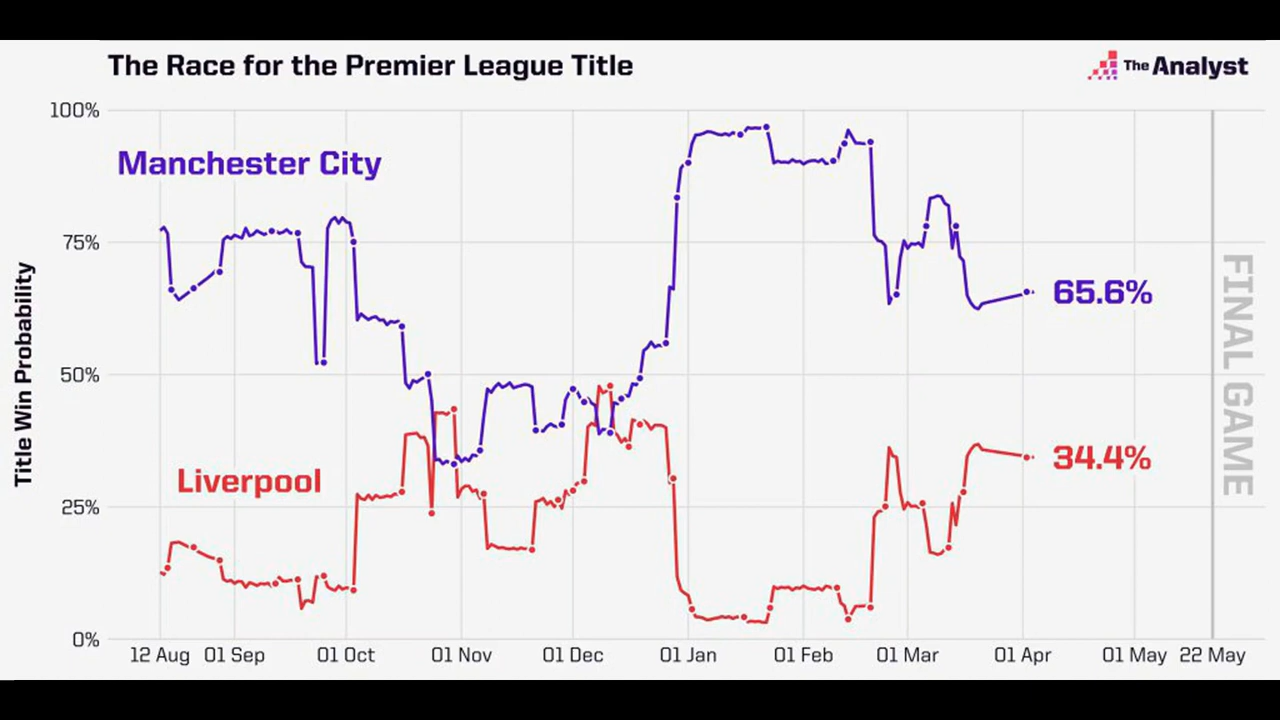 The Race for the Premier League Title
The Analyst
100%
Manchester City
75%
65.6%
50%
Liverpool
34.4%
25%
0%
Title Win Probability
FINAL GAME
12 Aug 01 Sep 01 Oct 01 Nov 01 Dec 01 Jan 01 Feb 01 Mar 01 Apr 01 May 22 May